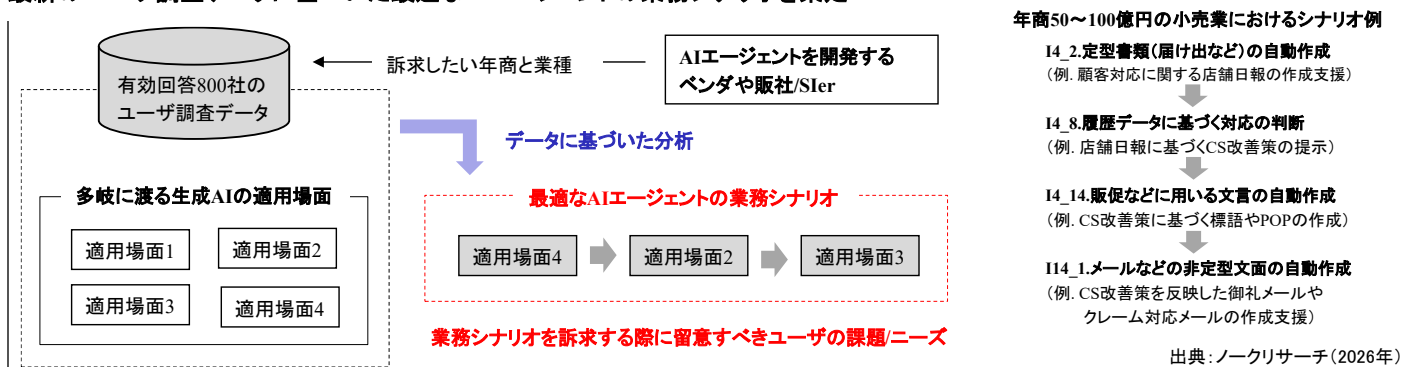 有効回答800社の
ユーザ調査データ
訴求したい年商と業種
AIエージェントを開発する
ベンダや販社/SIer
データに基づいた分析
多岐に渡る生成AIの適用場面
適用場面1
適用場面2
適用場面3
適用場面4
最適なAIエージェントの業務シナリオ
適用場面4
適用場面2
適用場面3
業務シナリオを訴求する際に留意すべきユーザの課題/ニーズ
年商50～100億円の小売業におけるシナリオ例
I4_2.定型書類(届け出など)の自動作成
(例. 顧客対応に関する店舗日報の作成支援)
I4_8.履歴データに基づく対応の判断
(例. 店舗日報に基づくCS改善策の提示)
I4_14.販促などに用いる文言の自動作成
(例. CS改善策に基づく標語やPOPの作成)
I14_1.メールなどの非定型文面の自動作成
(例. CS改善策を反映した御礼メールや
クレーム対応メールの作成支援)
出典：ノークリサーチ(2026年)